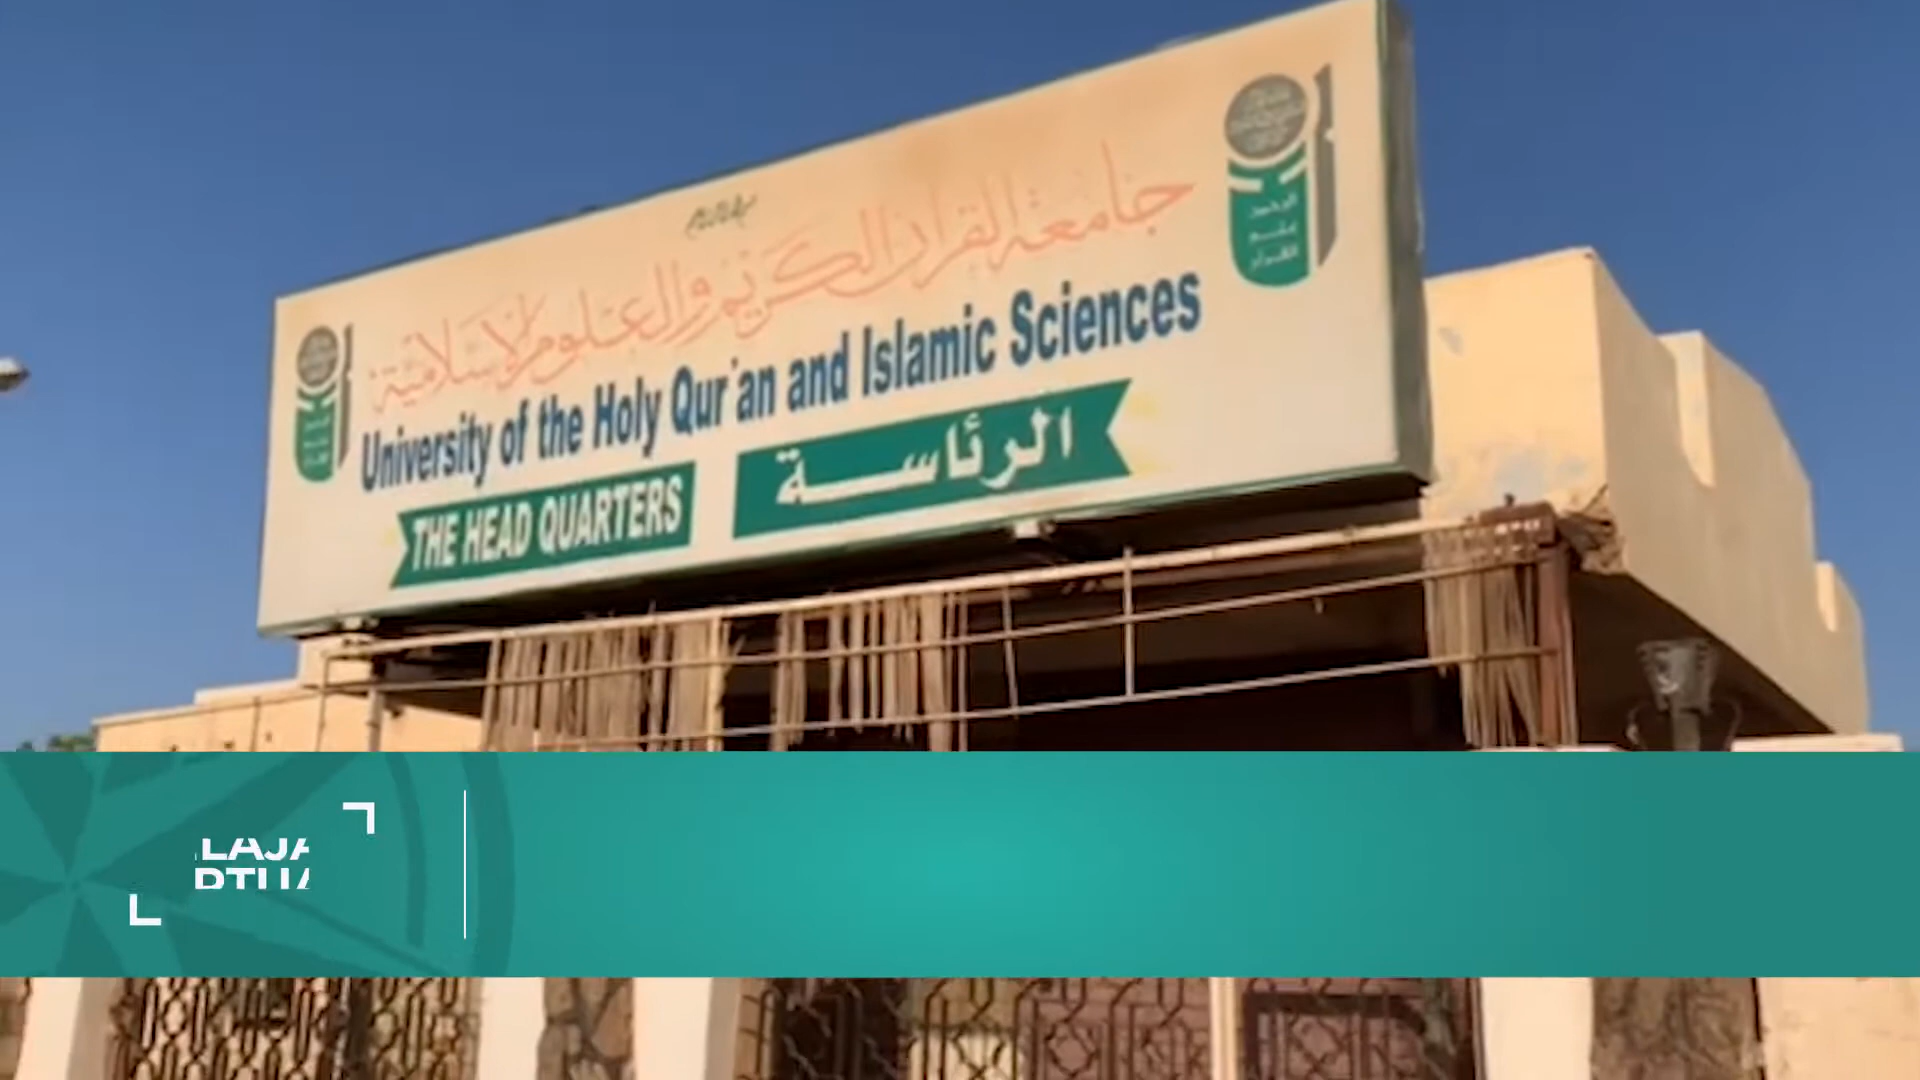 جامعة القرآن الكريم والعلوم الإسلامية
University of the Holy Qur'an and Islamic Sciences
THE HEAD QUARTERS
الرئاسة